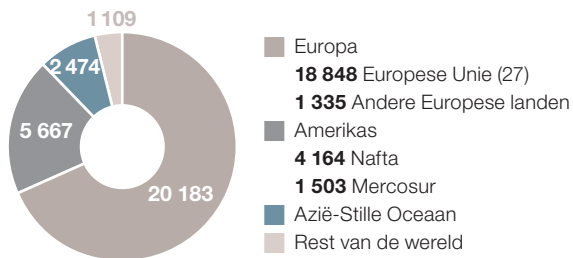 1 109
2 474
5 667
20 183
Europa
18 848 Europese Unie (27)
1 335 Andere Europese landen
Amerikas
4 164 Nafta
1 503 Mercosur
Azië-Stille Oceaan
Rest van de wereld